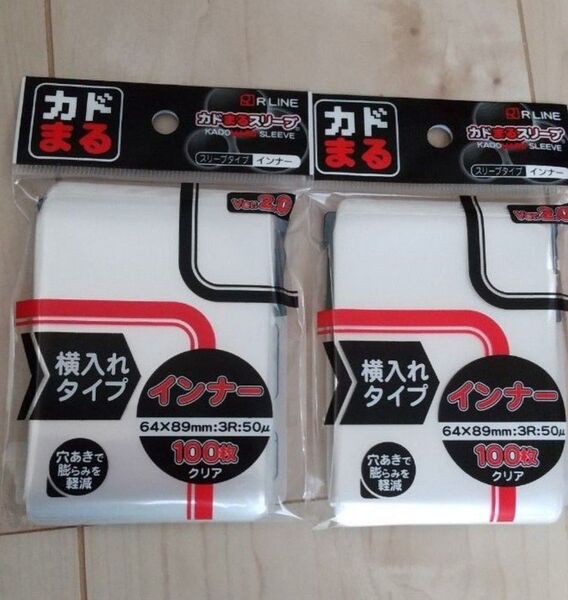 カド
まる
R LINE
カドまるスリーブ
KADOMARU SLEEVE
スリーブタイプ インナー
Ver.2.0
横入れ
タイプ
インナー
64×89mm:3R:50μ
100枚
クリア
穴あきで
膨らみを
軽減
カド
まる
R LINE
カドまるスリーブ
KADOMARU SLEEVE
スリーブタイプ インナー
Ver.2.0
横入れ
タイプ
インナー
64×89mm:3R:50μ
100枚
クリア
穴あきで
膨らみを
軽減